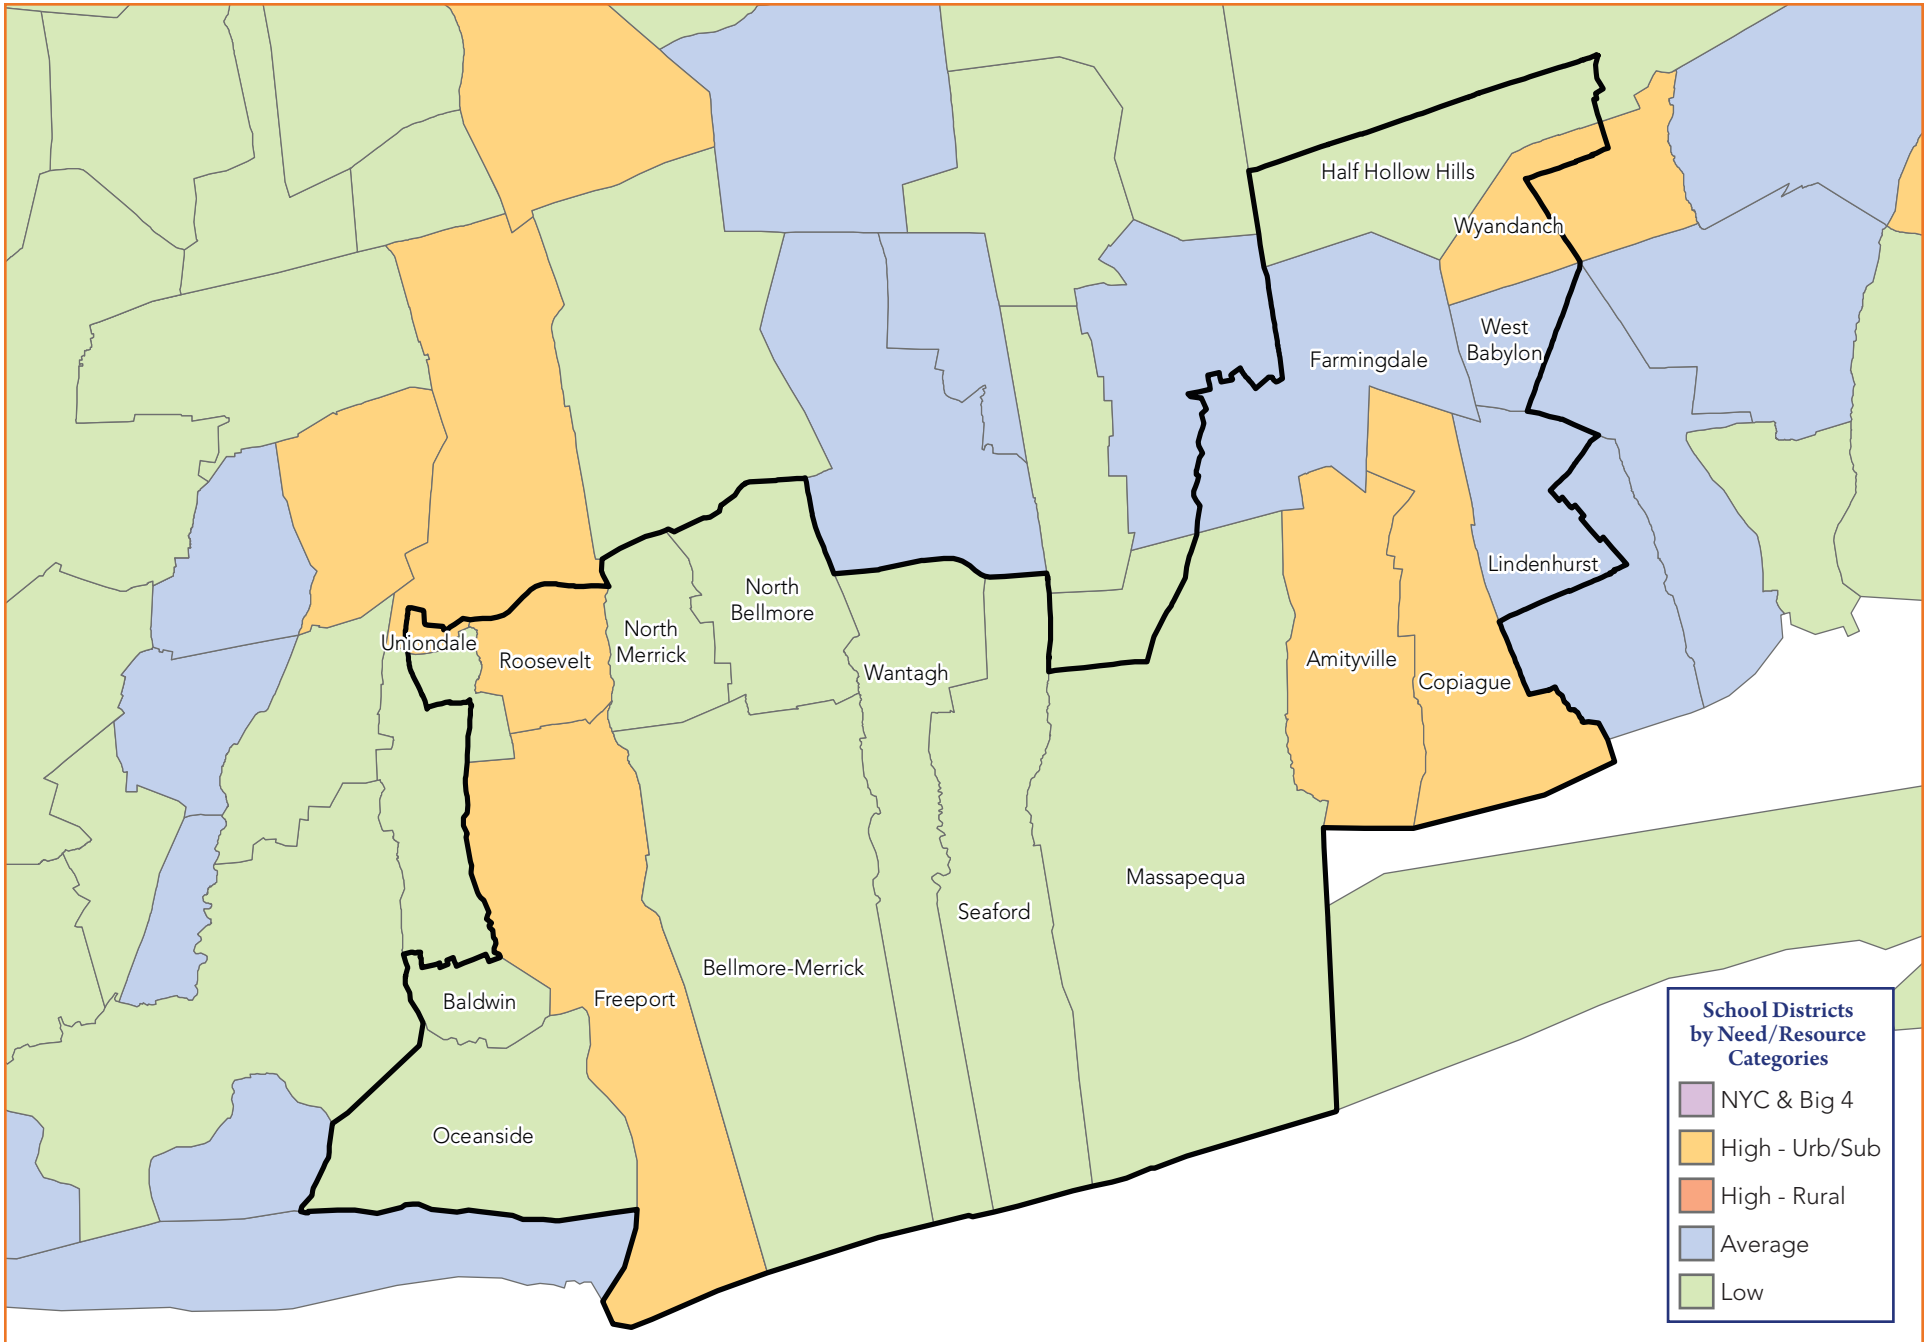 Half Hollow Hills
Wyandanch
West
Babylon
Farmingdale
Lindenhurst
North
Bellmore
North
Merrick
Uniondale
Roosevelt
Wantagh
Amityville
Copiague
Massapequa
Seaford
Bellmore-Merrick
Freeport
Baldwin
Oceanside
School Districts
by Need/Resource
Categories
NYC & Big 4
High - Urb/Sub
High - Rural
Average
Low